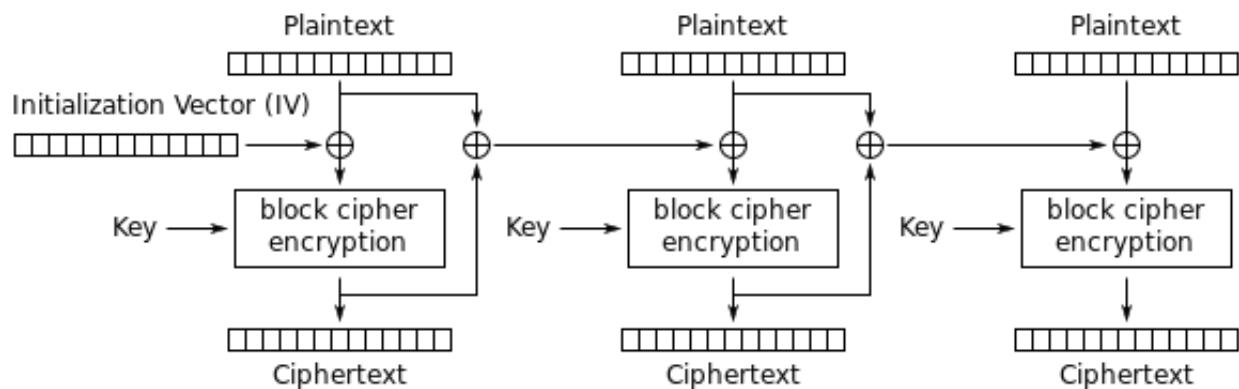 Plaintext
Plaintext
Plaintext
Initialization Vector (IV)
Key
block cipher
encryption
Key
block cipher
encryption
Key
block cipher
encryption
Ciphertext
Ciphertext
Ciphertext